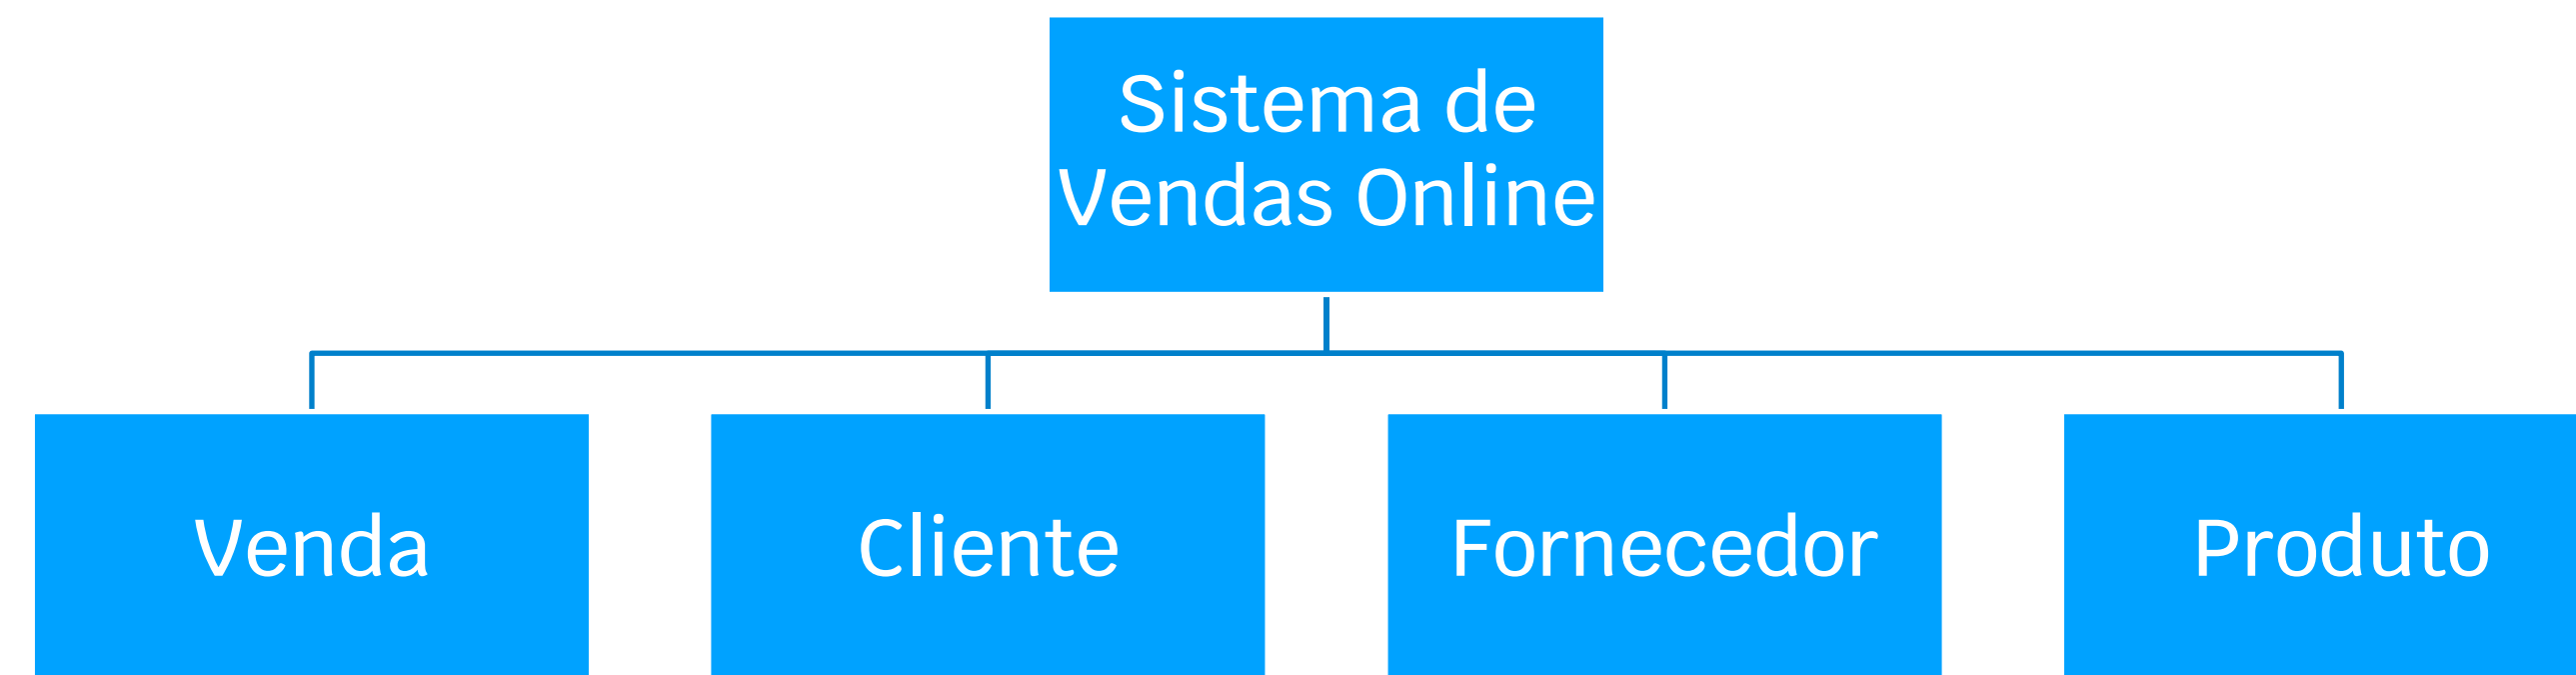 Sistema de
Vendas Online
Venda
Cliente
Fornecedor
Produto